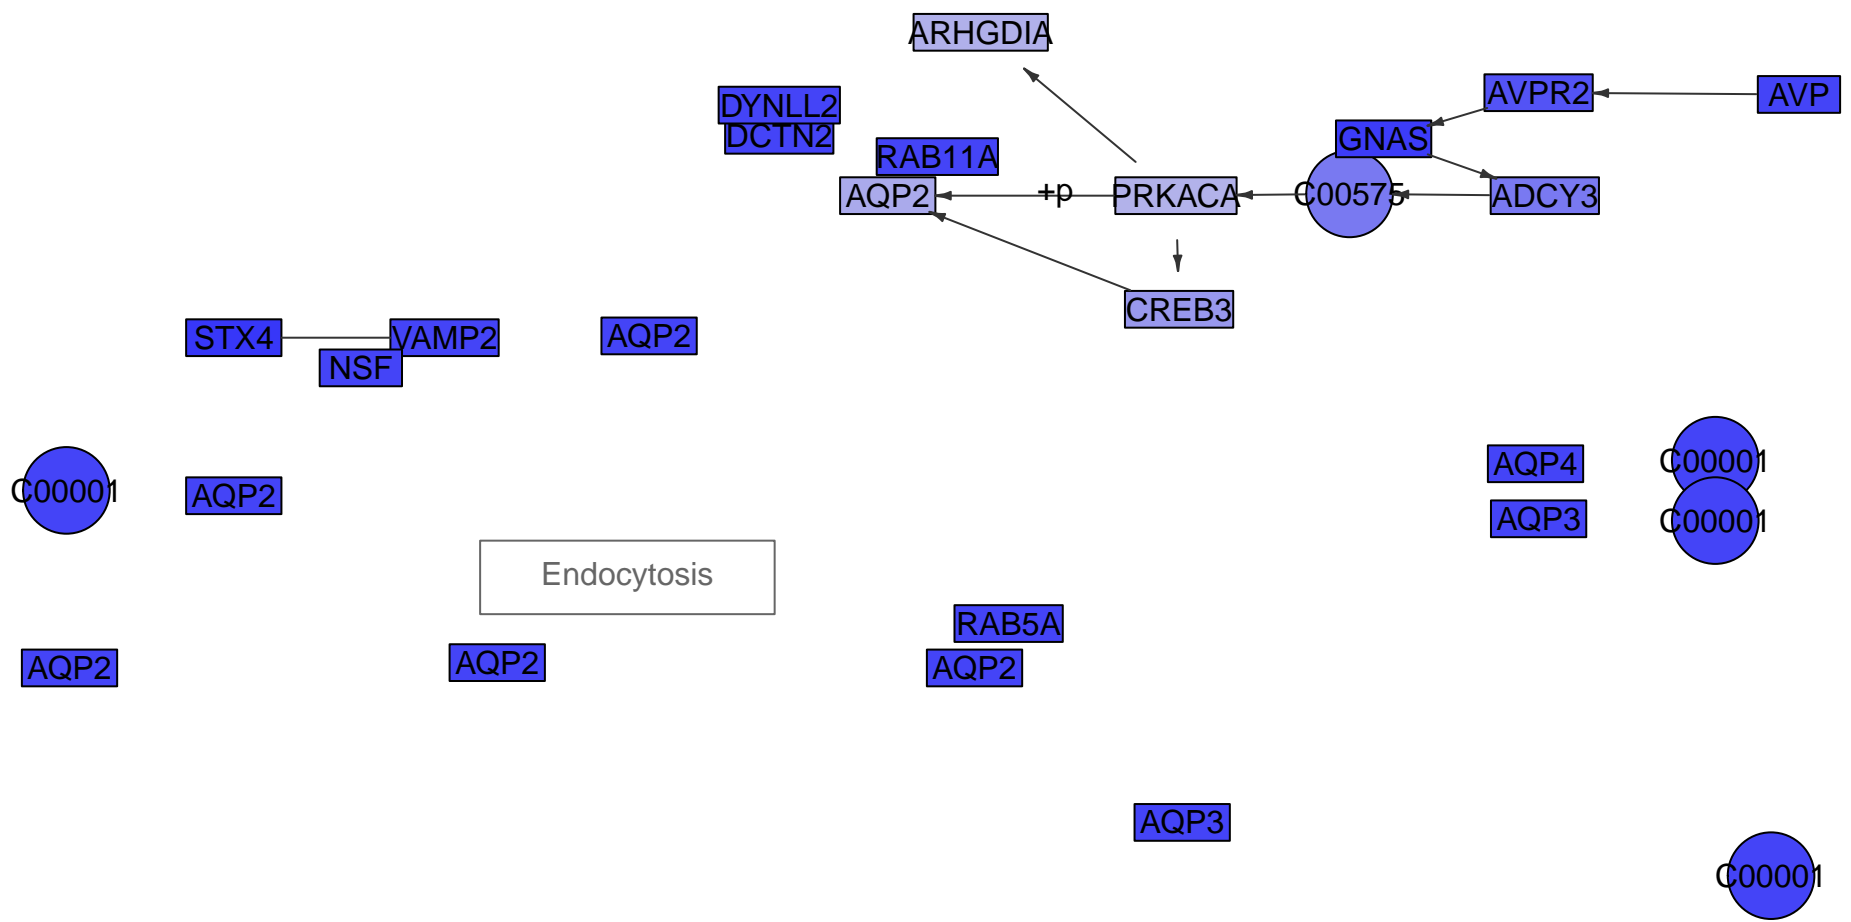 ARHGDIA
DYNLL2
AVPR2
AVP
DCTN2
GNAS
RAB11A
AQP2
+p
PRKACA
C00575
ADCY3
CREB3
STX4
VAMP2
AQP2
NSF
C00001
AQP2
AQP4
C00001
AQP3
C00001
Endocytosis
RAB5A
AQP2
AQP2
AQP2
AQP3
C00001